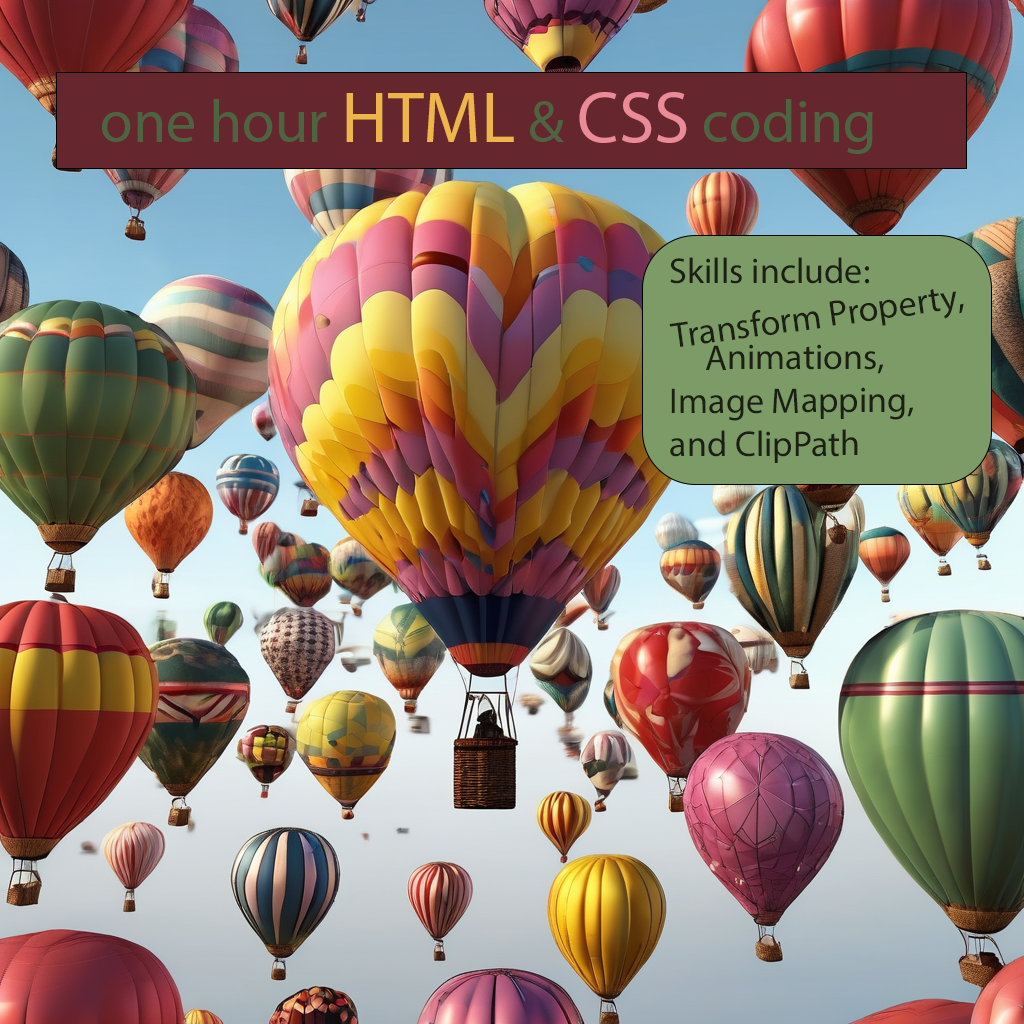 one hour HTML & CSS coding
Skills include:
Transform Property,
Animations,
Image Mapping,
and ClipPath